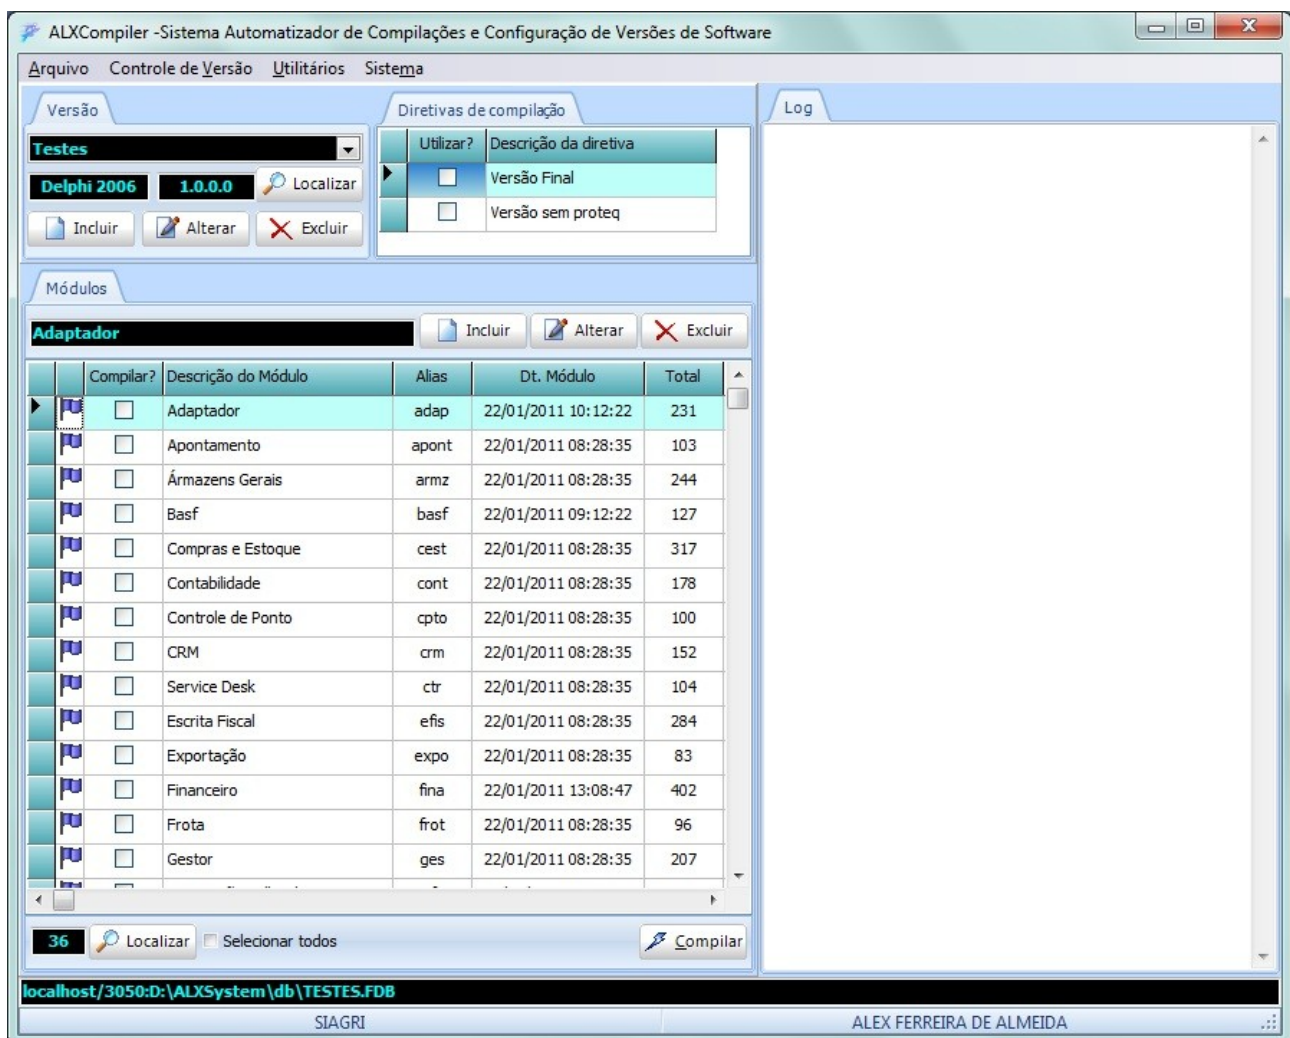 ALXCompiler -Sistema Automatizador de Compilações e Configuração de Versões de Software
Arquivo Controle de Versão Utilitários Sistema
Versão
Testes
Delphi 2006 1.0.0.0 Localizar
Incluir Alterar Excluir
Diretivas de compilação
Utilizar? Descrição da diretiva
Versão Final
Versão sem proteq
Log
Módulos
Adaptador Incluir Alterar Excluir
Compilar? Descrição do Módulo Alias Dt. Módulo Total
Adaptador adap 22/01/2011 10:12:22 231
Apontamento apont 22/01/2011 08:28:35 103
Ármazens Gerais armz 22/01/2011 08:28:35 244
Basf basf 22/01/2011 09:12:22 127
Compras e Estoque cest 22/01/2011 08:28:35 317
Contabilidade cont 22/01/2011 08:28:35 178
Controle de Ponto cpto 22/01/2011 08:28:35 100
CRM crm 22/01/2011 08:28:35 152
Service Desk ctr 22/01/2011 08:28:35 104
Escrita Fiscal efis 22/01/2011 08:28:35 284
Exportação expo 22/01/2011 08:28:35 83
Financeiro fina 22/01/2011 13:08:47 402
Frota frot 22/01/2011 08:28:35 96
Gestor ges 22/01/2011 08:28:35 207
36 Localizar Selecionar todos Compilar
localhost/3050:D:\ALXSystem\db\TESTES.FDB
SIAGRI ALEX FERREIRA DE ALMEIDA